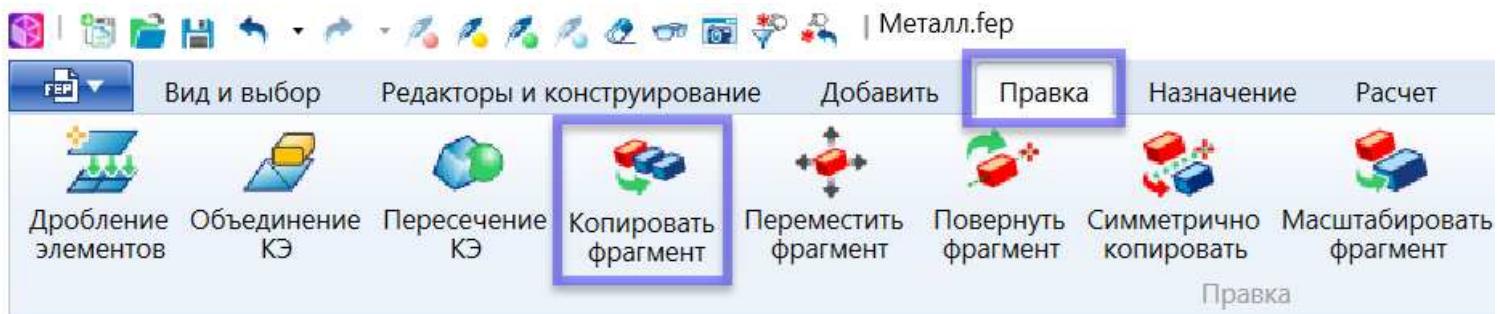 Металл.fep
FEP Вид и выбор Редакторы и конструирование Добавить Правка Назначение Расчет
Дробление Объединение Пересечение Копировать Переместить Повернуть Симметрично Масштабировать
элементов КЭ КЭ фрагмент фрагмент фрагмент копировать фрагмент
Правка